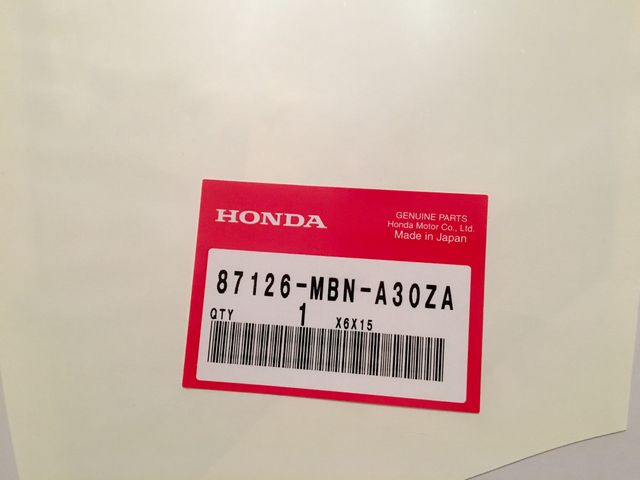 HONDA
GENUINE PARTS
Honda Motor Co., Ltd.
Made in Japan
87126-MBN-A30ZA
QTY 1 X6X15